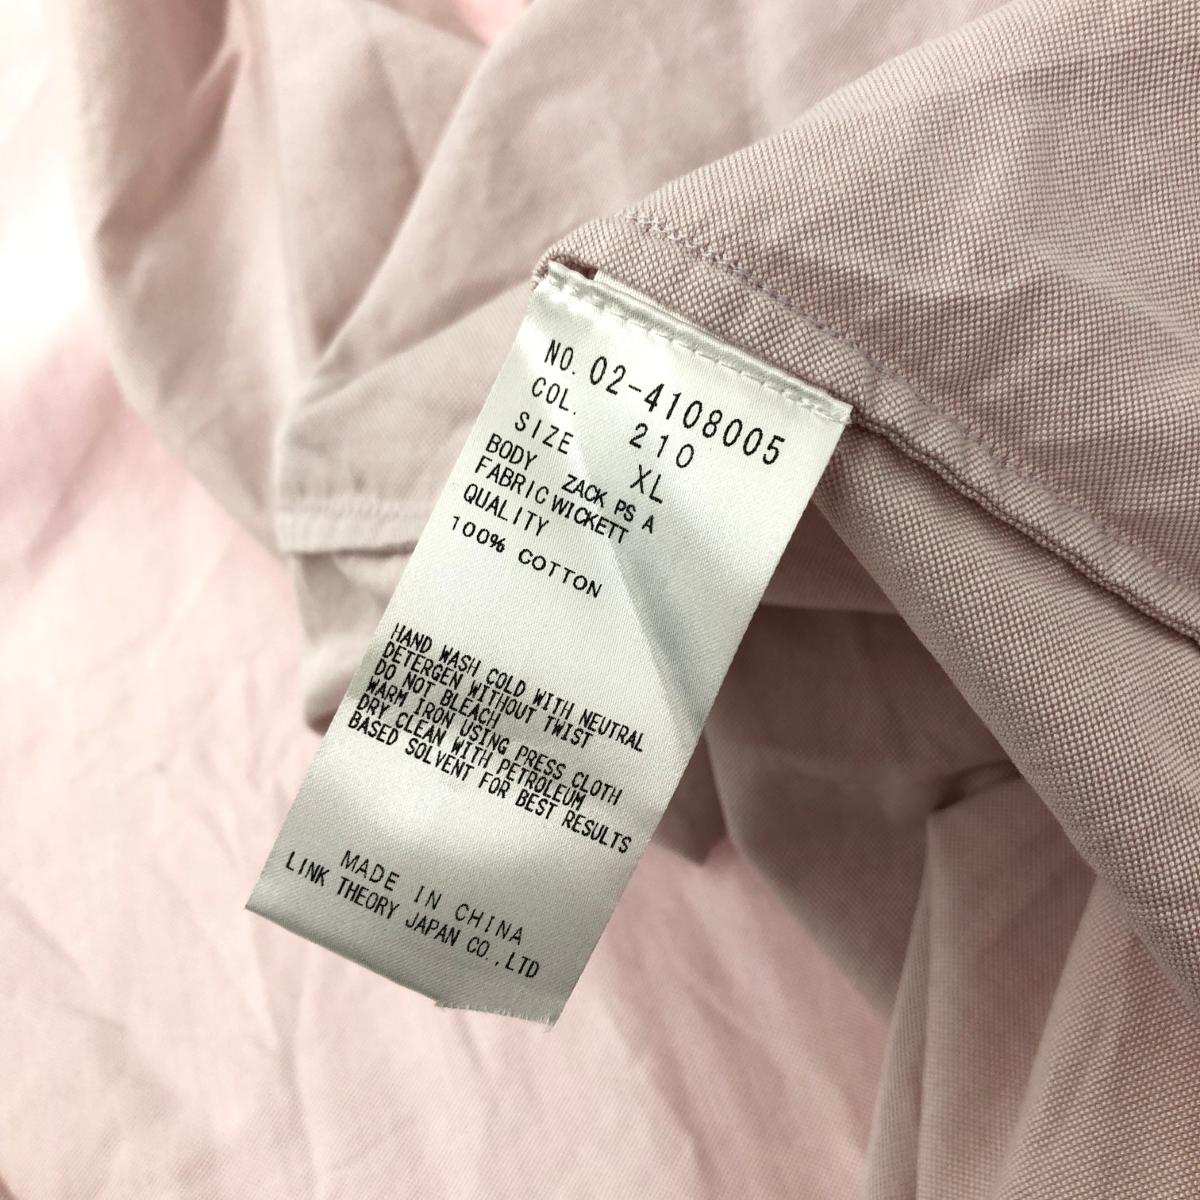 NO. 02-4108005
COL. 210
SIZE XL
BODY ZACK PS A
FABRIC WICKETT
QUALITY
100% COTTON
HAND WASH COLD WITH NEUTRAL
DETERGEN WITHOUT TWIST
DO NOT BLEACH
WARM IRON USING PRESS CLOTH
DRY CLEAN WITH PETROLEUM
BASED SOLVENT FOR BEST RESULTS
MADE IN CHINA
LINK THEORY JAPAN CO.,LTD